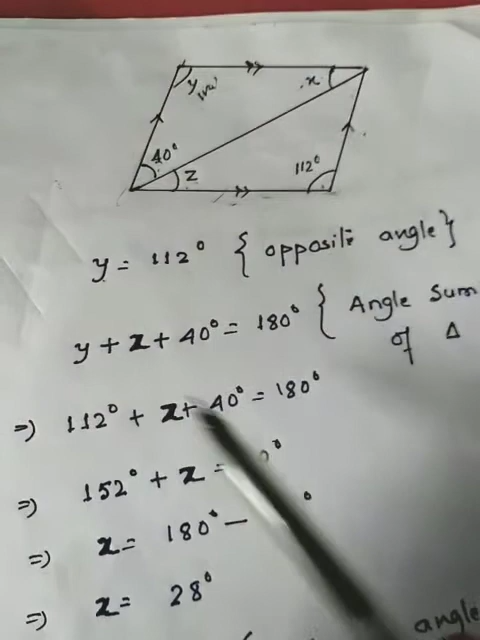 y x
40° z 112°
y = 112° { opposite angle }
y + z + 40° = 180° { Angle Sum
of Δ
=) 112° + z + 40° = 180°
=) 152° + z =
=) z = 180° –
=) z = 28°
angle